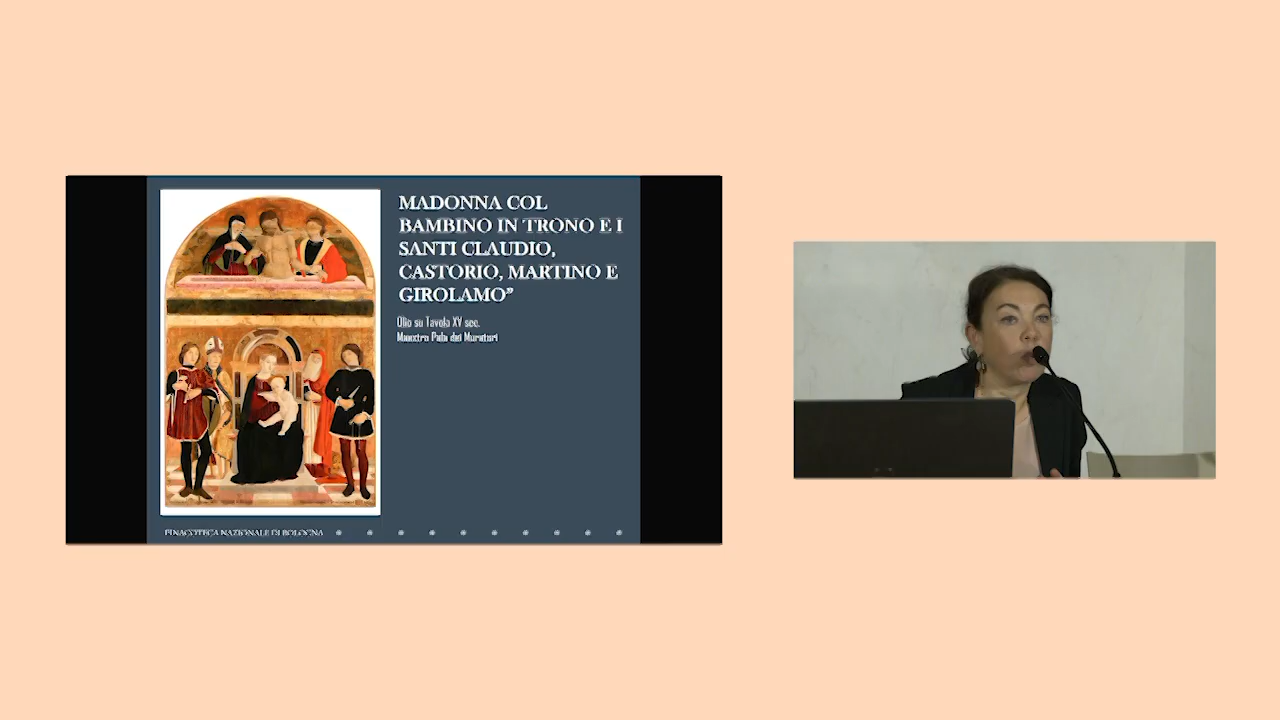 MADONNA COL
BAMBINO IN TRONO E I
SANTI CLAUDIO,
CASTORIO, MARTINO E
GIROLAMO”
Olio su Tavola XV sec.
Maestro Pala dei Muratori
PINACOTECA NAZIONALE DI BOLOGNA